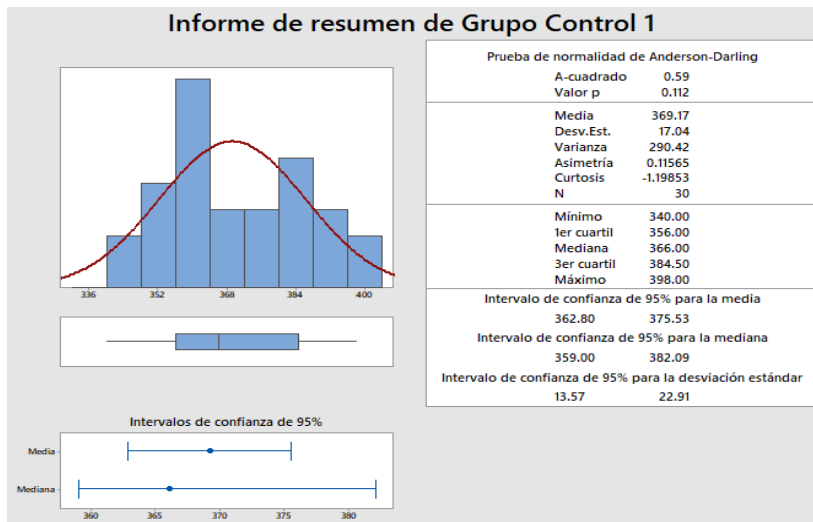 Informe de resumen de Grupo Control 1
336 352 368 384 400
Intervalos de confianza de 95%
Media
Mediana
360 365 370 375 380
Prueba de normalidad de Anderson-Darling
A-cuadrado 0.59
Valor p 0.112
Media 369.17
Desv.Est. 17.04
Varianza 290.42
Asimetría 0.11565
Curtosis -1.19853
N 30
Mínimo 340.00
1er cuartil 356.00
Mediana 366.00
3er cuartil 384.50
Máximo 398.00
Intervalo de confianza de 95% para la media
362.80 375.53
Intervalo de confianza de 95% para la mediana
359.00 382.09
Intervalo de confianza de 95% para la desviación estándar
13.57 22.91